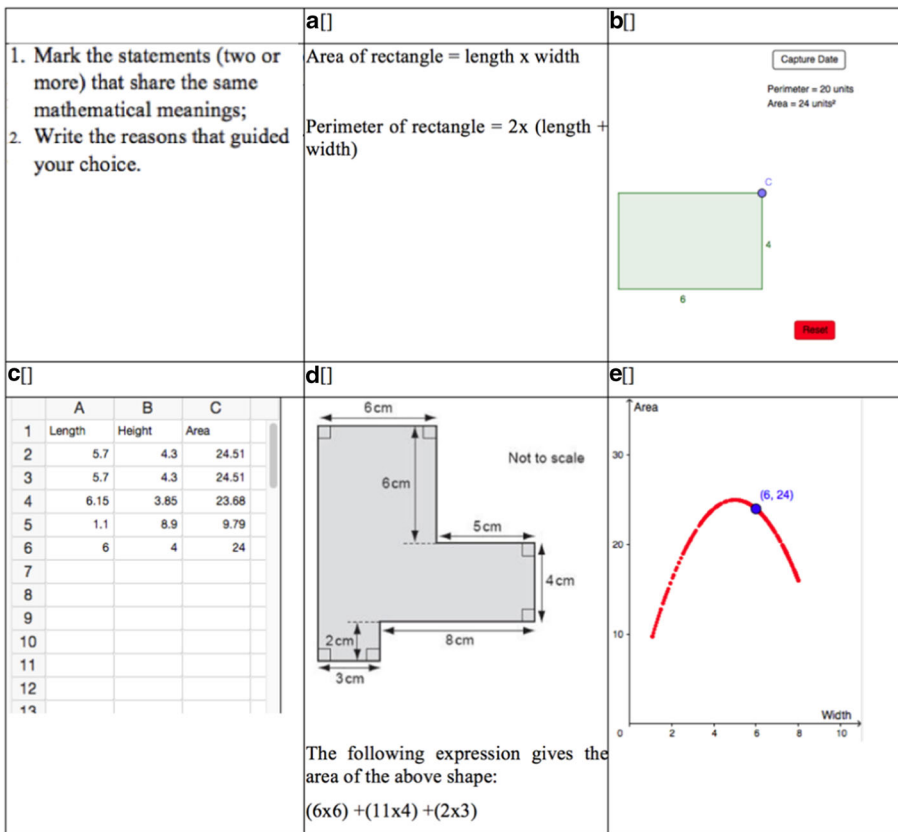 a[]
b[]
1. Mark the statements (two or
more) that share the same
mathematical meanings;
2. Write the reasons that guided
your choice.
Area of rectangle = length x width
Perimeter of rectangle = 2x (length +
width)
Capture Date
Perimeter = 20 units
Area = 24 units²
C
4
6
Reset
c[]
d[]
e[]
A B C
1 Length Height Area
2 5.7 4.3 24.51
3 5.7 4.3 24.51
4 6.15 3.85 23.68
5 1.1 8.9 9.79
6 6 4 24
7
8
9
10
11
12
13
6cm
Not to scale
6cm
5cm
4cm
2cm
8cm
3cm
The following expression gives the
area of the above shape:
(6x6) +(11x4) +(2x3)
Area
30
(6, 24)
20
10
Width
0 2 4 6 8 10